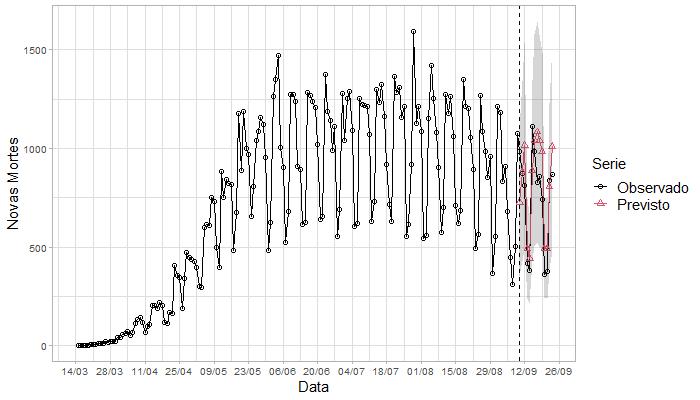 1500
1000
500
0
Novas Mortes
14/03 28/03 11/04 25/04 09/05 23/05 06/06 20/06 04/07 18/07 01/08 15/08 29/08 12/09 26/09
Data
Serie
Observado
Previsto